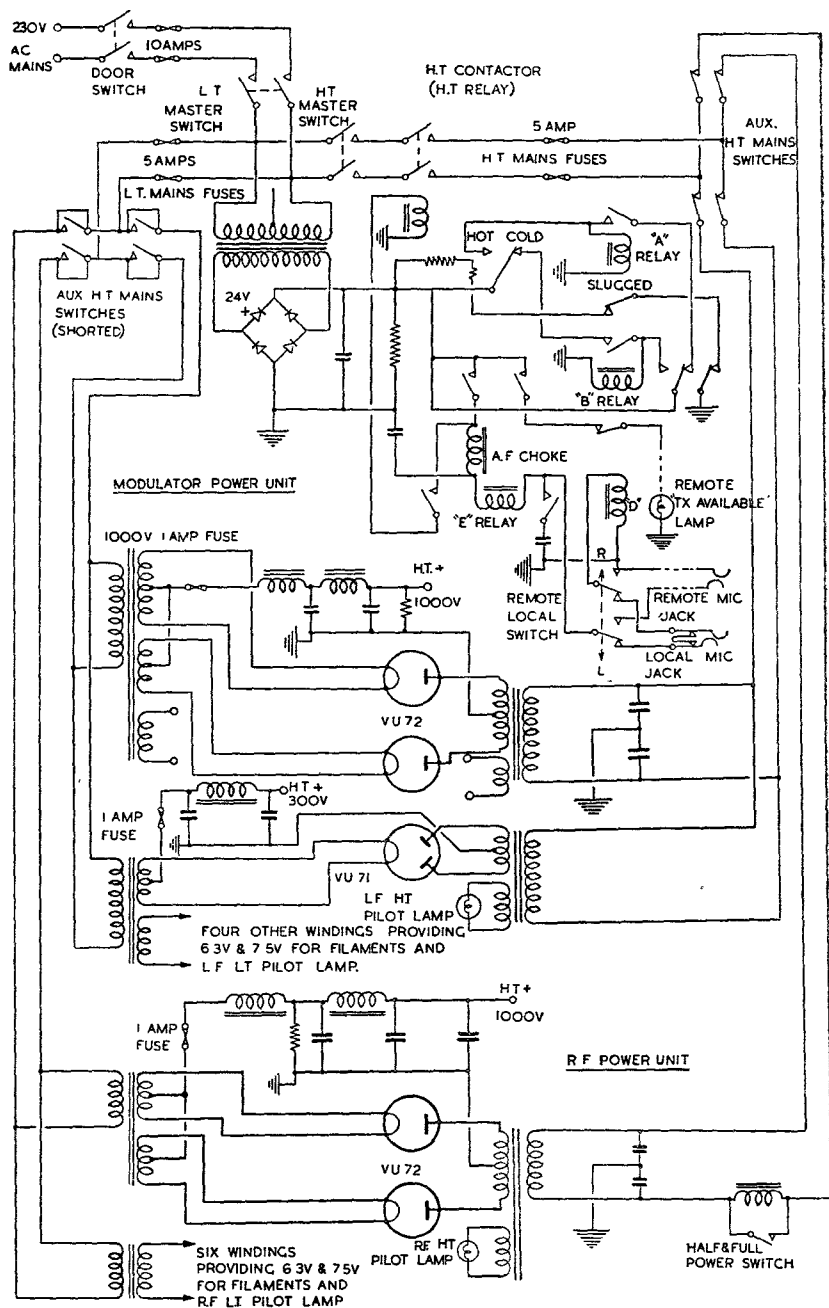 230V
AC
MAINS
10AMPS
DOOR
SWITCH
L T
MASTER
SWITCH
HT
MASTER
SWITCH
H.T CONTACTOR
(H.T RELAY)
5 AMP
H T MAINS FUSES
AUX.
HT MAINS
SWITCHES
5 AMPS
L T. MAINS FUSES
AUX H T MAINS
SWITCHES
(SHORTED)
24V
+
HOT COLD
"A"
RELAY
SLUGGED
"B" RELAY
A.F CHOKE
"E" RELAY
"D"
REMOTE
'TX AVAILABLE'
LAMP
MODULATOR POWER UNIT
1000V 1 AMP FUSE
H.T. +
1000V
REMOTE
LOCAL
SWITCH
R
L
REMOTE MIC
JACK
LOCAL MIC
JACK
VU 72
HT+
300V
1 AMP
FUSE
VU 71
L F HT
PILOT LAMP
FOUR OTHER WINDINGS PROVIDING
6 3V & 7 5V FOR FILAMENTS AND
L F LT PILOT LAMP.
HT+
1000V
1 AMP
FUSE
R F POWER UNIT
VU 72
RF HT
PILOT LAMP
HALF & FULL
POWER SWITCH
SIX WINDINGS
PROVIDING 6 3V & 7 5V
FOR FILAMENTS AND
R.F LT PILOT LAMP